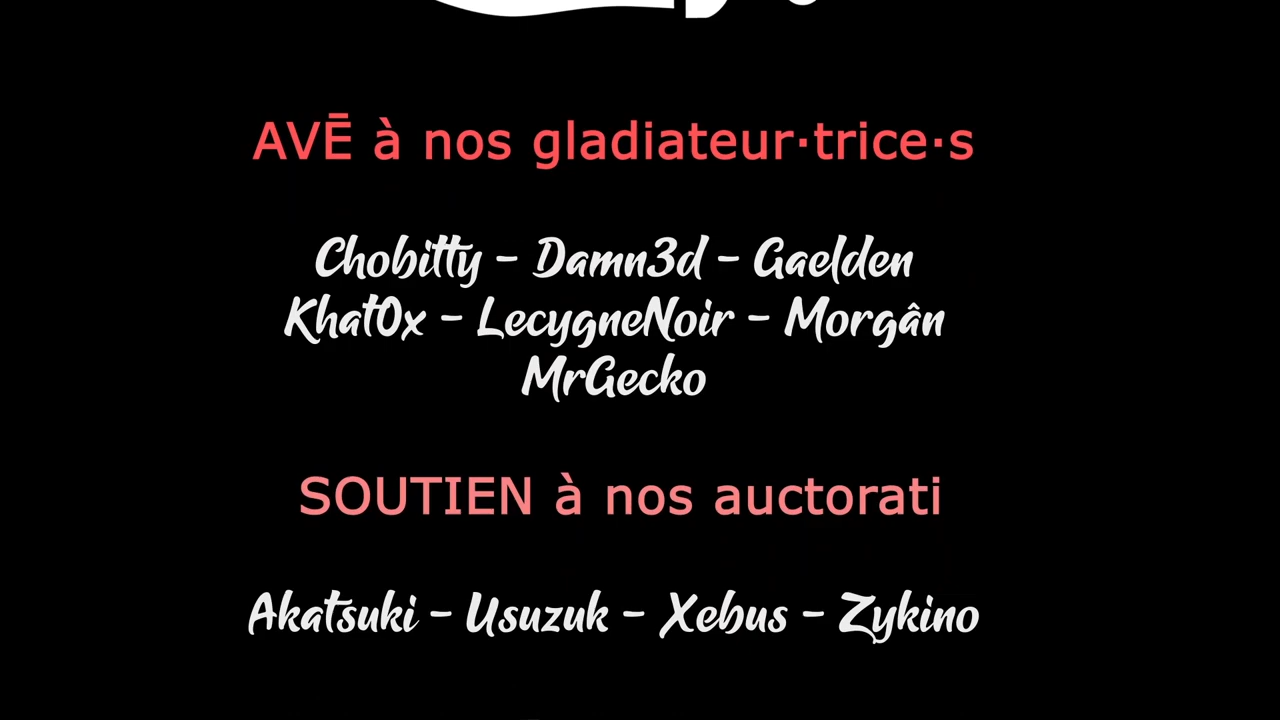 AVĒ à nos gladiateur·trice·s
Chobitty - Damn3d - Gaelden
Khat0x - LecygneNoir - Morgân
MrGecko
SOUTIEN à nos auctorati
Akatsuki - Usuzuk - Xebus - Zykino